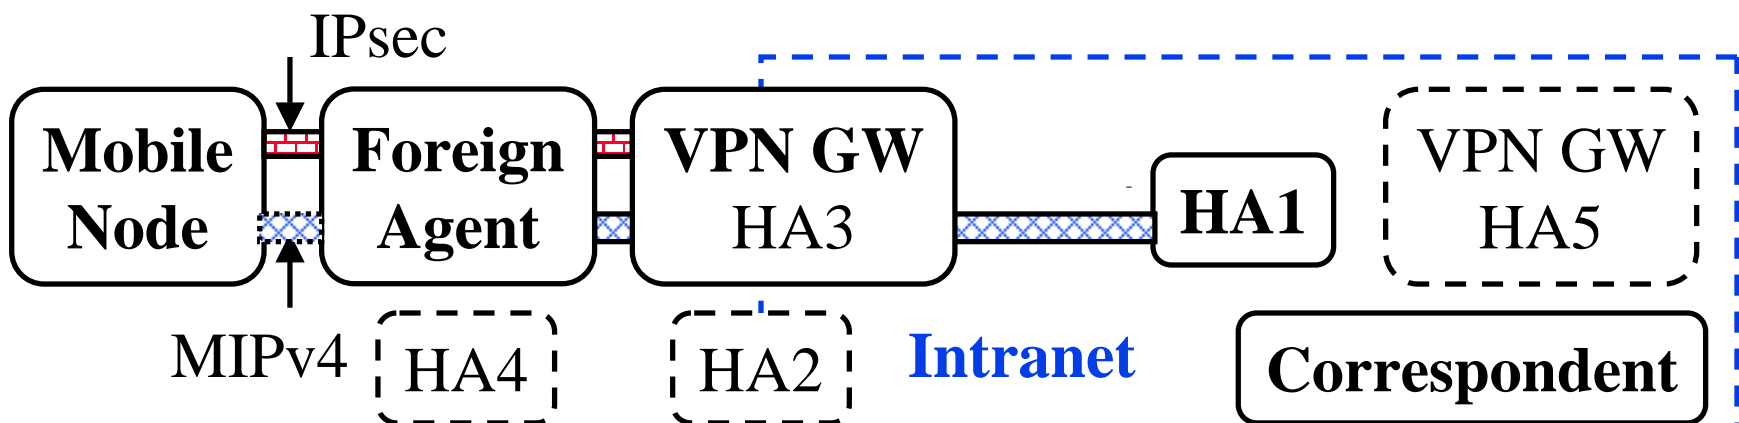 IPsec
Mobile
Node
Foreign
Agent
VPN GW
HA3
HA1
VPN GW
HA5
MIPv4
HA4
HA2
Intranet
Correspondent